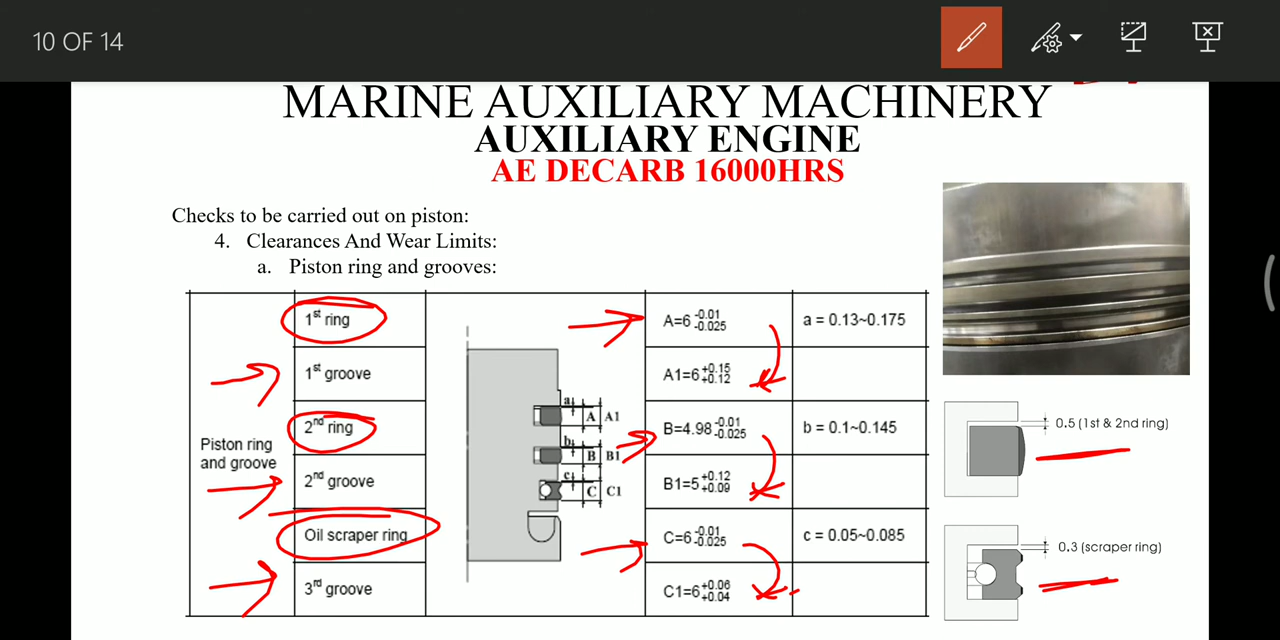 10 OF 14
MARINE AUXILIARY MACHINERY
AUXILIARY ENGINE
AE DECARB 16000HRS
Checks to be carried out on piston:
4. Clearances And Wear Limits:
a. Piston ring and grooves:
Piston ring
and groove
1st ring
A=6 -0.01 -0.025
a = 0.13~0.175
1st groove
A1=6 +0.15 +0.12
2nd ring
B=4.98 -0.01 -0.025
b = 0.1~0.145
2nd groove
B1=5 +0.12 +0.09
Oil scraper ring
C=6 -0.01 -0.025
c = 0.05~0.085
3rd groove
C1=6 +0.06 +0.04
a A A1
b B B1
c C C1
0.5 (1st & 2nd ring)
0.3 (scraper ring)